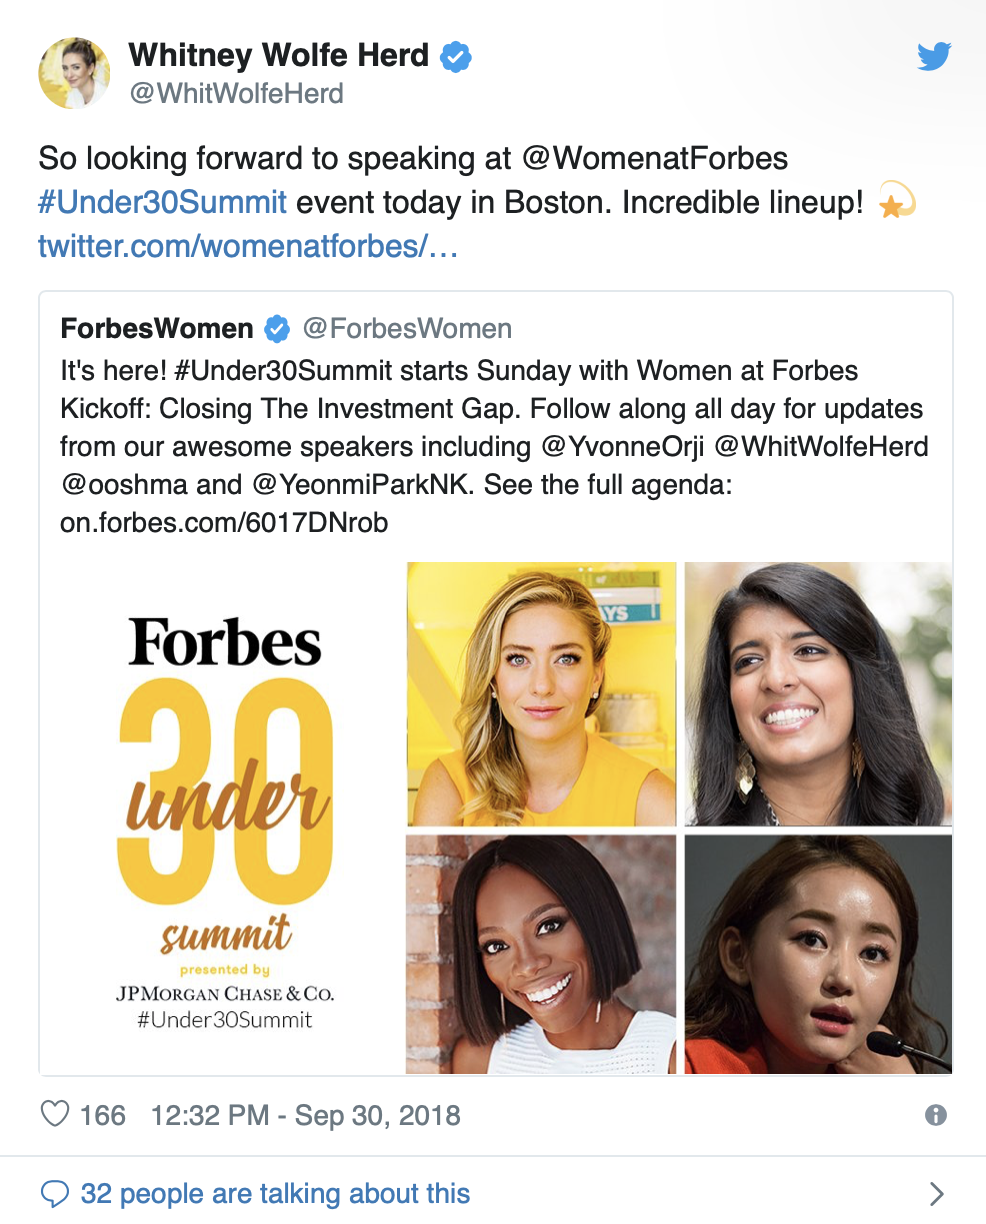 Whitney Wolfe Herd
@WhitWolfeHerd
So looking forward to speaking at @WomenatForbes
#Under30Summit event today in Boston. Incredible lineup! 💫
twitter.com/womenatforbes/…
ForbesWomen @ForbesWomen
It's here! #Under30Summit starts Sunday with Women at Forbes
Kickoff: Closing The Investment Gap. Follow along all day for updates
from our awesome speakers including @YvonneOrji @WhitWolfeHerd
@ooshma and @YeonmiParkNK. See the full agenda:
on.forbes.com/6017DNrob
Forbes
30
under
summit
presented by
JPMORGAN CHASE & CO.
#Under30Summit
AYS
166 12:32 PM - Sep 30, 2018
32 people are talking about this